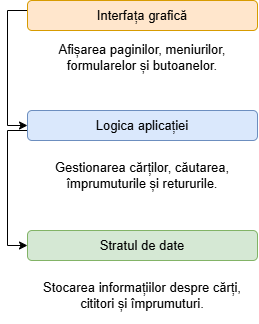 Interfața grafică
Afișarea paginilor, meniurilor,
formularelor și butoanelor.
Logica aplicației
Gestionarea cărților, căutarea,
împrumuturile și retururile.
Stratul de date
Stocarea informațiilor despre cărți,
cititori și împrumuturi.